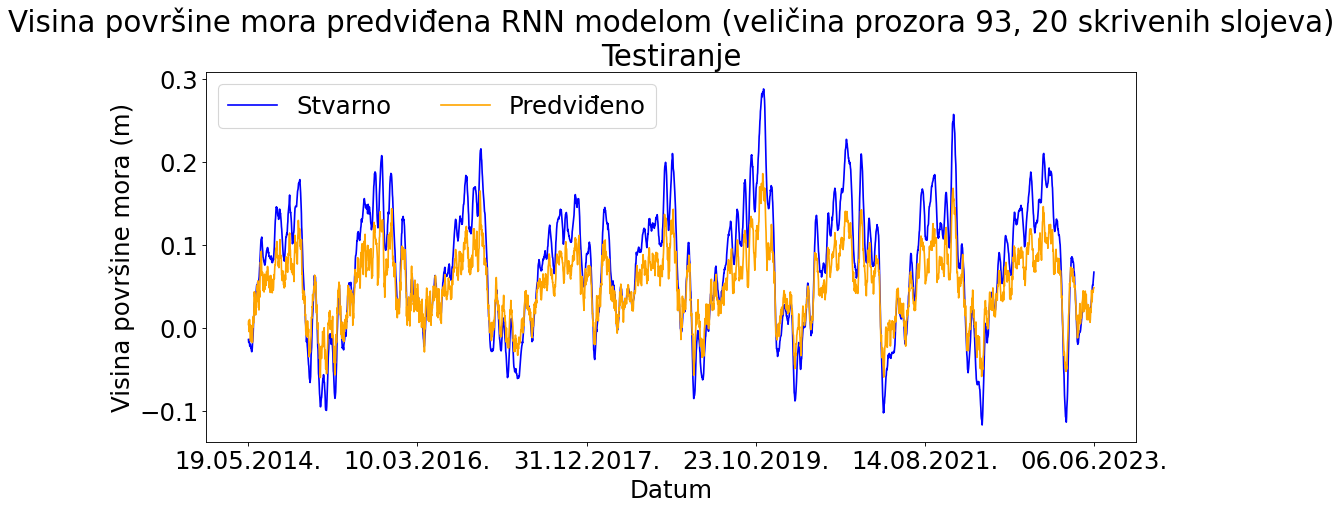 Visina površine mora predviđena RNN modelom (veličina prozora 93, 20 skrivenih slojeva)
Testiranje
Stvarno
Predviđeno
Visina površine mora (m)
0.3
0.2
0.1
0.0
−0.1
19.05.2014.
10.03.2016.
31.12.2017.
23.10.2019.
14.08.2021.
06.06.2023.
Datum